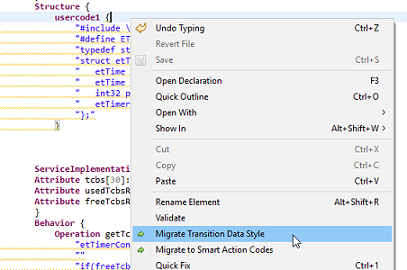 Structure {
usercode1 {
"#include \
"#define ET
"typedef st
"struct etT
" etTime
" etTime
" int32 p
" etTimer
"};"
}
ServiceImplementat
Attribute tcbs[30]:
Attribute usedTcbsR
Attribute freeTcbsR
}
Behavior {
Operation getTc
"etTimerCon
""
"if(freeTcb
Undo Typing Ctrl+Z
Revert File
Save Ctrl+S
Open Declaration F3
Quick Outline Ctrl+O
Open With
Show In Alt+Shift+W
Cut Ctrl+X
Copy Ctrl+C
Paste Ctrl+V
Rename Element Alt+Shift+R
Validate
Migrate Transition Data Style
Migrate to Smart Action Codes
Quick Fix Ctrl+1